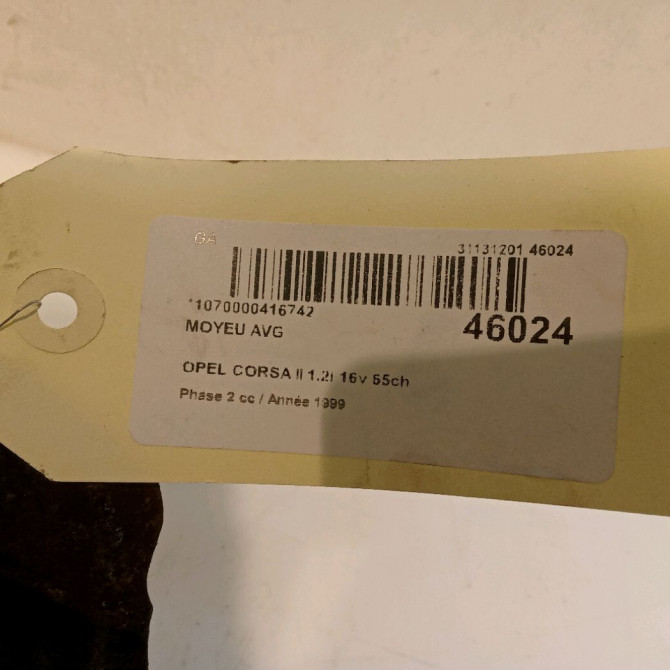 GA
31131201 46024
*1070000416742
46024
MOYEU AVG
OPEL CORSA II 1.2i 16v 65ch
Phase 2 cc / Année 1999